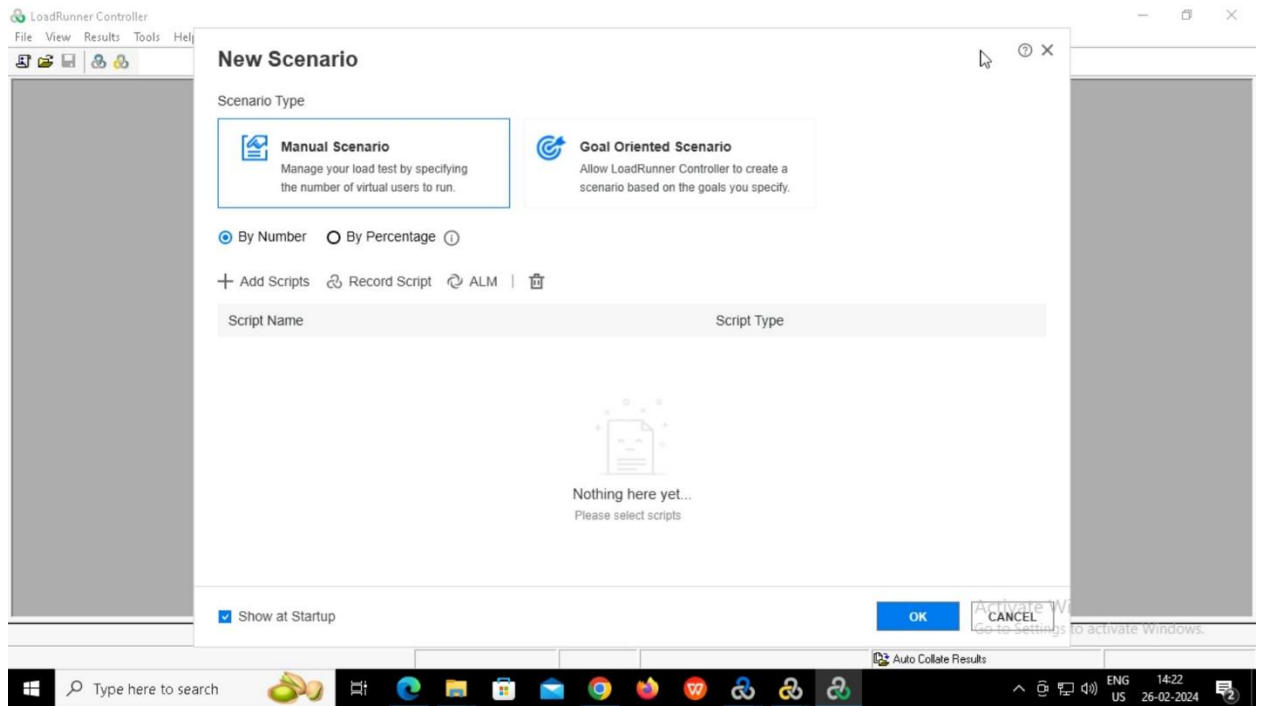 LoadRunner Controller
File View Results Tools Help
New Scenario
Scenario Type
Manual Scenario
Manage your load test by specifying
the number of virtual users to run.
Goal Oriented Scenario
Allow LoadRunner Controller to create a
scenario based on the goals you specify.
By Number By Percentage
Add Scripts Record Script ALM
Script Name Script Type
Nothing here yet...
Please select scripts
Show at Startup
OK
CANCEL
Activate Wi
Go to Settings to activate Windows.
Auto Collate Results
Type here to search
ENG
US
14:22
26-02-2024
2